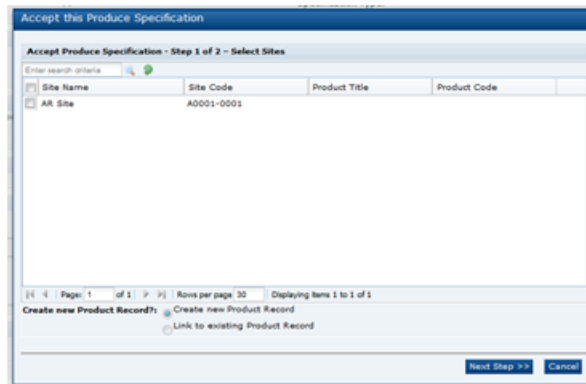 Accept this Produce Specification
Accept Produce Specification - Step 1 of 2 - Select Sites
Enter search criteria
Site Name Site Code Product Title Product Code
AR Site A0001-0001
Page: 1 of 1 Rows per page 30 Displaying items 1 to 1 of 1
Create new Product Record?: Create new Product Record
Link to existing Product Record
Next Step >> Cancel